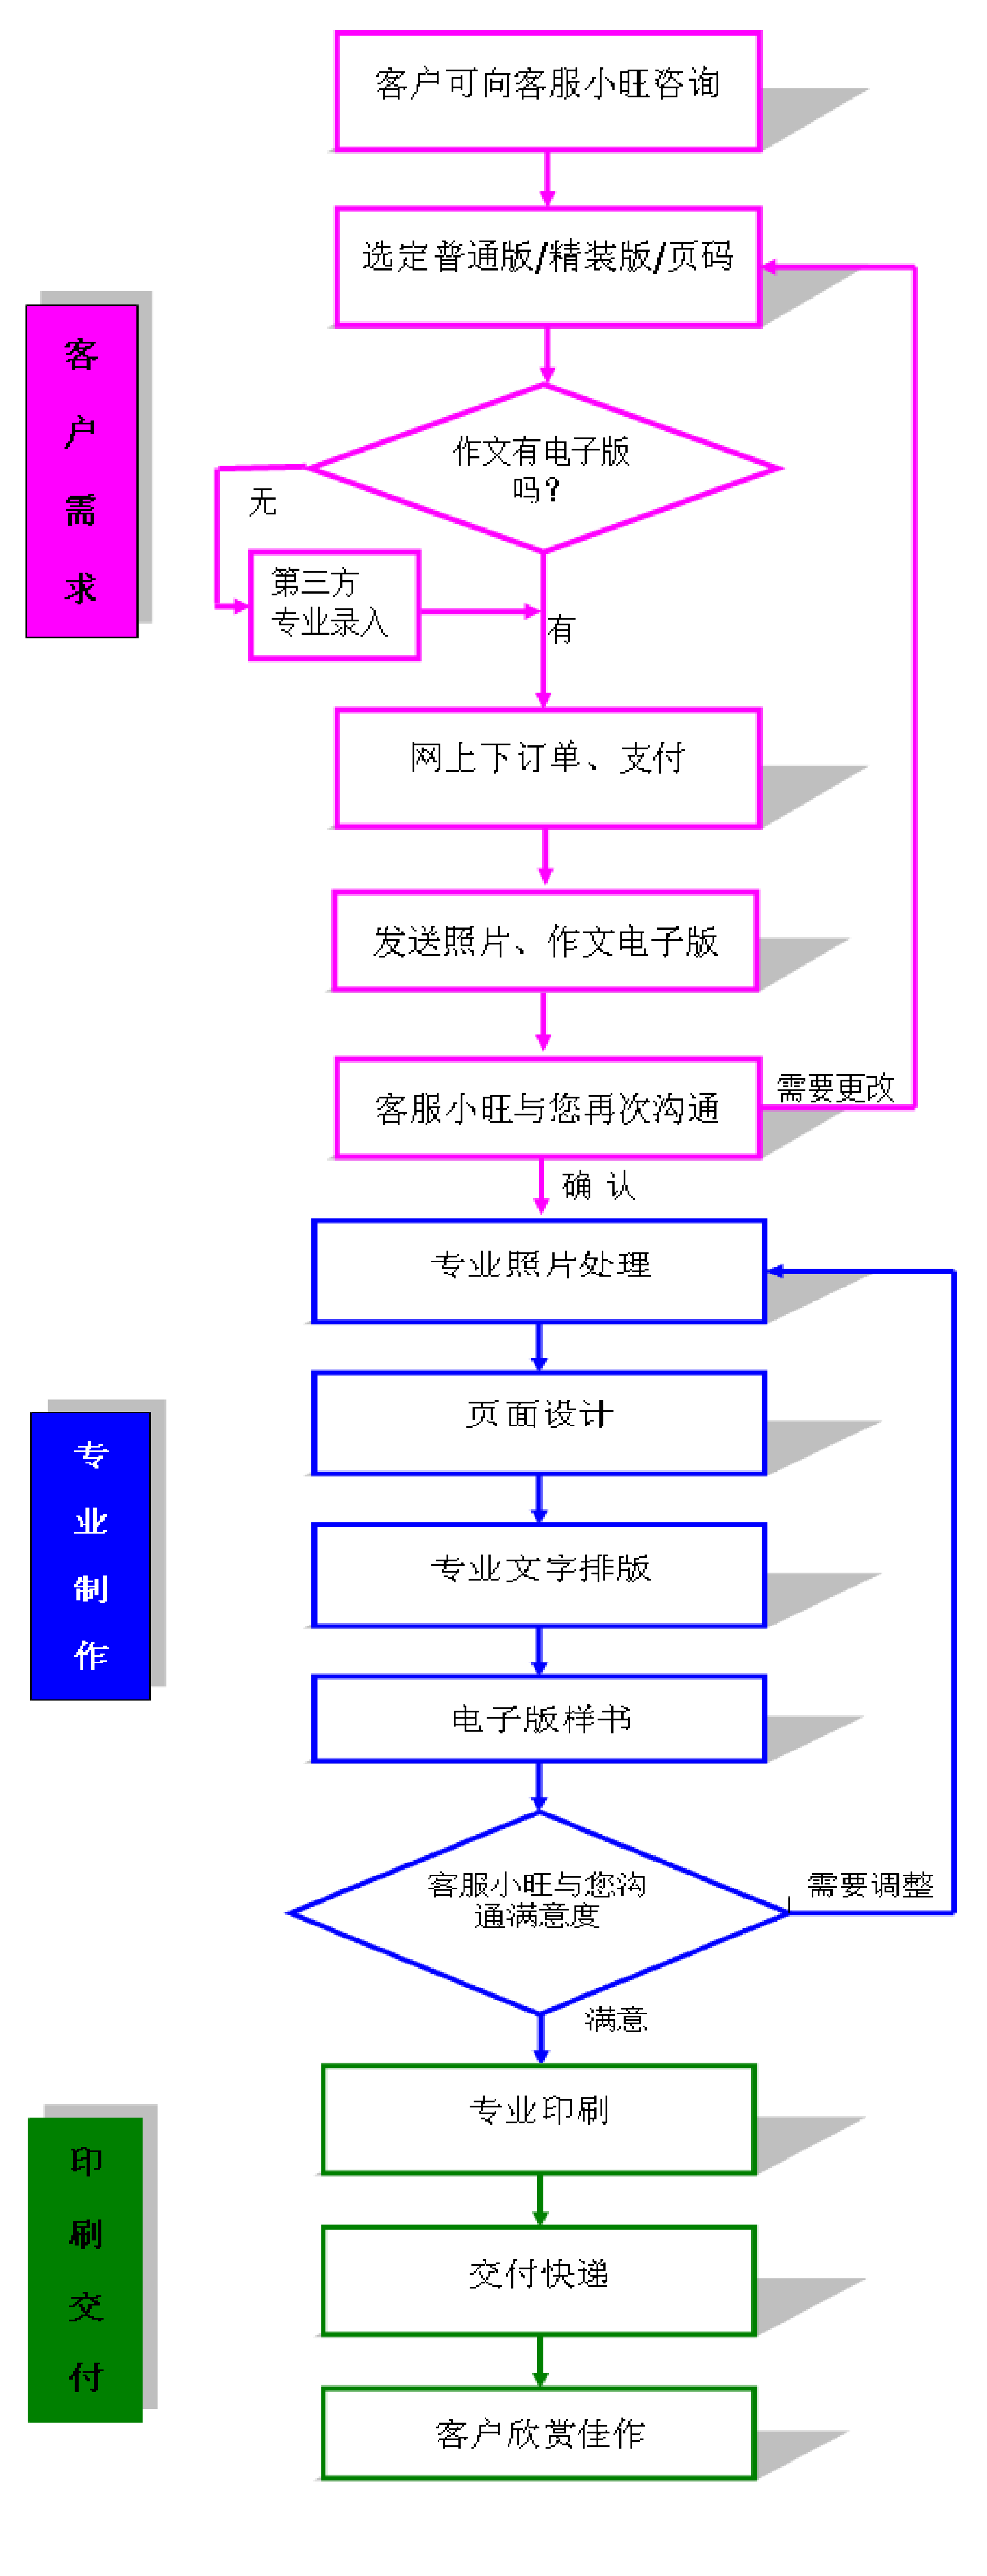 客户可向客服小旺咨询
选定普通版/精装版/页码
客
户
需
求
作文有电子版
吗？
无
第三方
专业录入
有
网上下订单、支付
发送照片、作文电子版
客服小旺与您再次沟通
需要更改
确 认
专业照片处理
页面设计
专
业
制
作
专业文字排版
电子版样书
客服小旺与您沟
通满意度
需要调整
满意
专业印刷
印
刷
交
付
交付快递
客户欣赏佳作